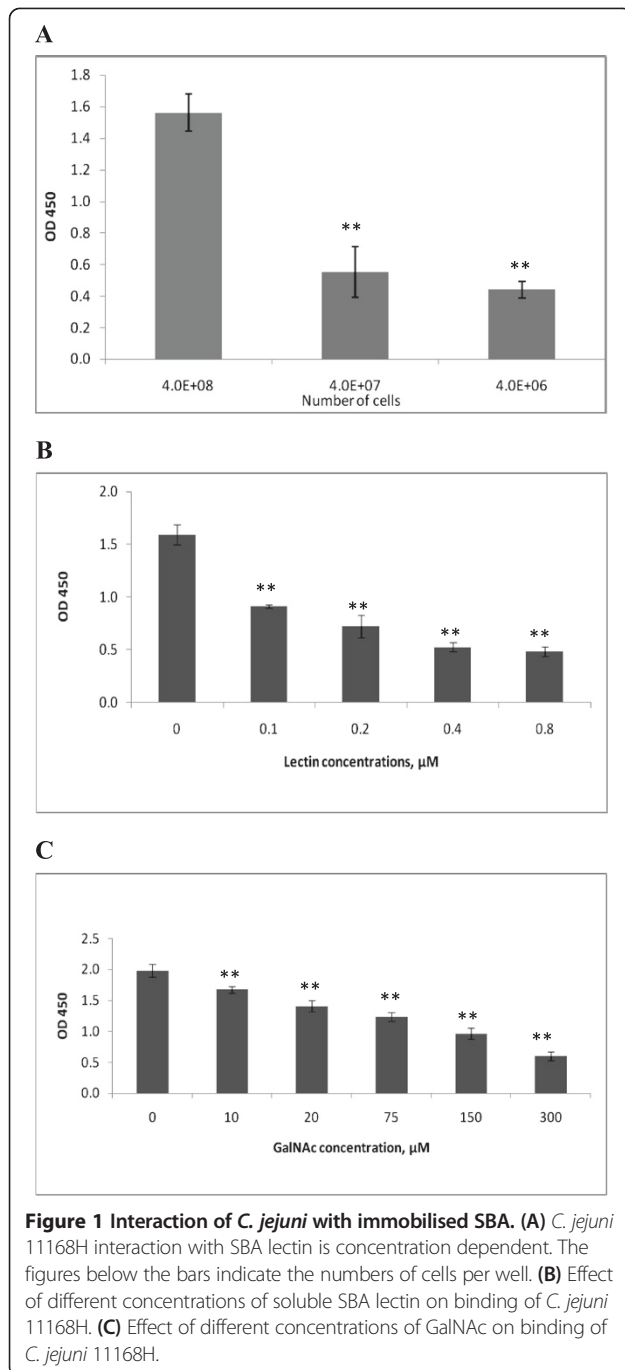 A
1.8
1.6
1.4
1.2
1.0
0.8
0.6
0.4
0.2
0.0
OD 450
**
**
4.0E+08 4.0E+07 4.0E+06
Number of cells
B
2.0
1.5
1.0
0.5
0.0
OD 450
**
**
**
**
0 0.1 0.2 0.4 0.8
Lectin concentrations, µM
C
2.5
2.0
1.5
1.0
0.5
0.0
OD 450
**
**
**
**
**
0 10 20 75 150 300
GalNAc concentration, µM
Figure 1 Interaction of C. jejuni with immobilised SBA. (A) C. jejuni
11168H interaction with SBA lectin is concentration dependent. The
figures below the bars indicate the numbers of cells per well. (B) Effect
of different concentrations of soluble SBA lectin on binding of C. jejuni
11168H. (C) Effect of different concentrations of GalNAc on binding of
C. jejuni 11168H.